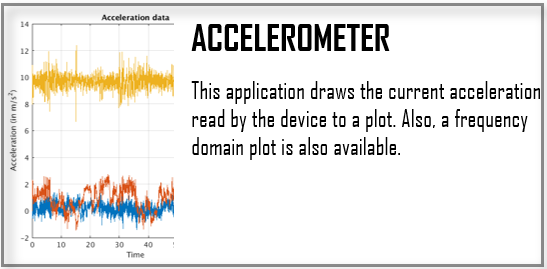 Acceleration data
14
12
10
8
6
4
2
0
-2
Acceleration (in m/s²)
0 10 20 30 40
Time
ACCELEROMETER
This application draws the current acceleration
read by the device to a plot. Also, a frequency
domain plot is also available.